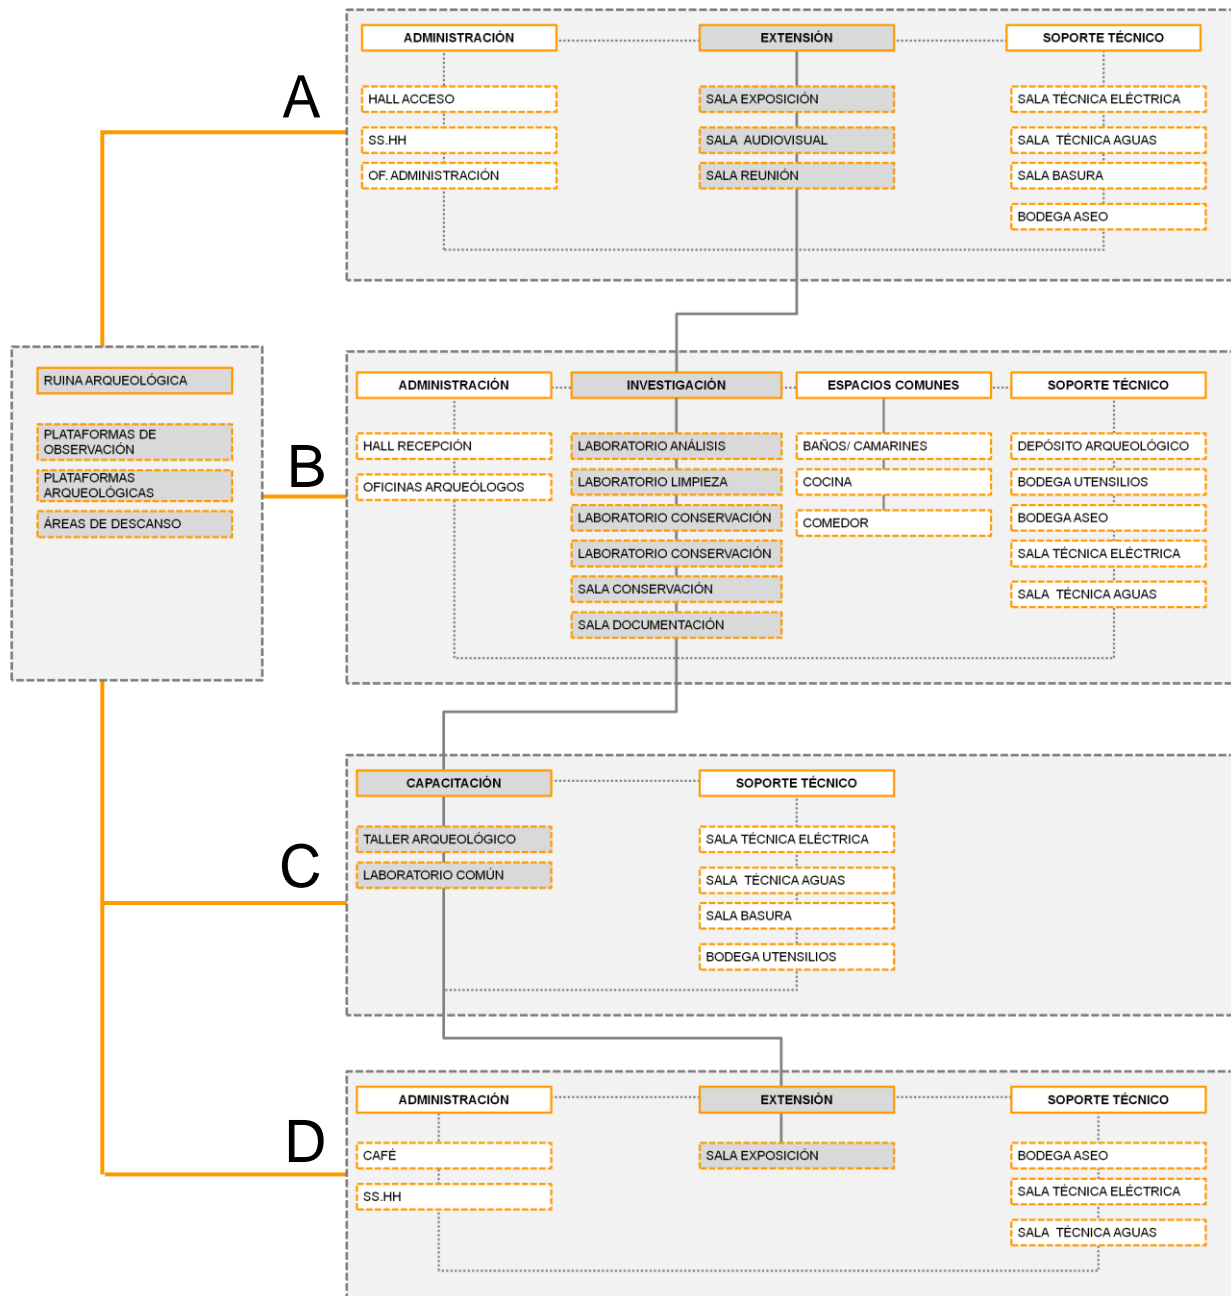 A
ADMINISTRACIÓN
HALL ACCESO
SS.HH
OF. ADMINISTRACIÓN
EXTENSIÓN
SALA EXPOSICIÓN
SALA AUDIOVISUAL
SALA REUNIÓN
SOPORTE TÉCNICO
SALA TÉCNICA ELÉCTRICA
SALA TÉCNICA AGUAS
SALA BASURA
BODEGA ASEO
RUINA ARQUEOLÓGICA
PLATAFORMAS DE
OBSERVACIÓN
PLATAFORMAS
ARQUEOLÓGICAS
ÁREAS DE DESCANSO
B
ADMINISTRACIÓN
HALL RECEPCIÓN
OFICINAS ARQUEÓLOGOS
INVESTIGACIÓN
LABORATORIO ANÁLISIS
LABORATORIO LIMPIEZA
LABORATORIO CONSERVACIÓN
LABORATORIO CONSERVACIÓN
SALA CONSERVACIÓN
SALA DOCUMENTACIÓN
ESPACIOS COMUNES
BAÑOS/ CAMARINES
COCINA
COMEDOR
SOPORTE TÉCNICO
DEPÓSITO ARQUEOLÓGICO
BODEGA UTENSILIOS
BODEGA ASEO
SALA TÉCNICA ELÉCTRICA
SALA TÉCNICA AGUAS
C
CAPACITACIÓN
TALLER ARQUEOLÓGICO
LABORATORIO COMÚN
SOPORTE TÉCNICO
SALA TÉCNICA ELÉCTRICA
SALA TÉCNICA AGUAS
SALA BASURA
BODEGA UTENSILIOS
D
ADMINISTRACIÓN
CAFÉ
SS.HH
EXTENSIÓN
SALA EXPOSICIÓN
SOPORTE TÉCNICO
BODEGA ASEO
SALA TÉCNICA ELÉCTRICA
SALA TÉCNICA AGUAS